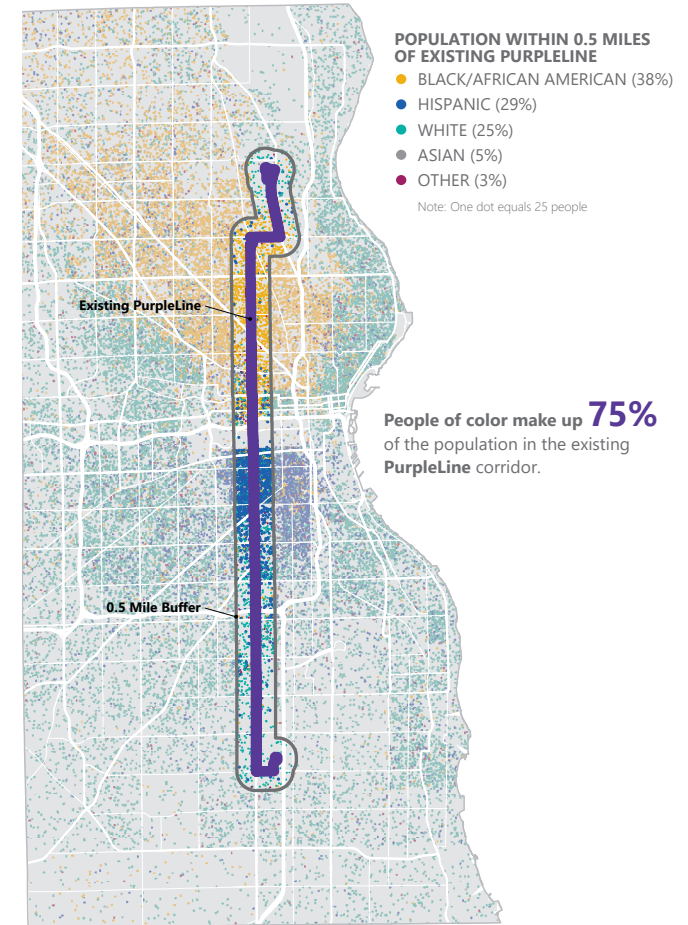 POPULATION WITHIN 0.5 MILES
OF EXISTING PURPLELINE
BLACK/AFRICAN AMERICAN (38%)
HISPANIC (29%)
WHITE (25%)
ASIAN (5%)
OTHER (3%)
Note: One dot equals 25 people
Existing PurpleLine
People of color make up 75%
of the population in the existing
PurpleLine corridor.
0.5 Mile Buffer